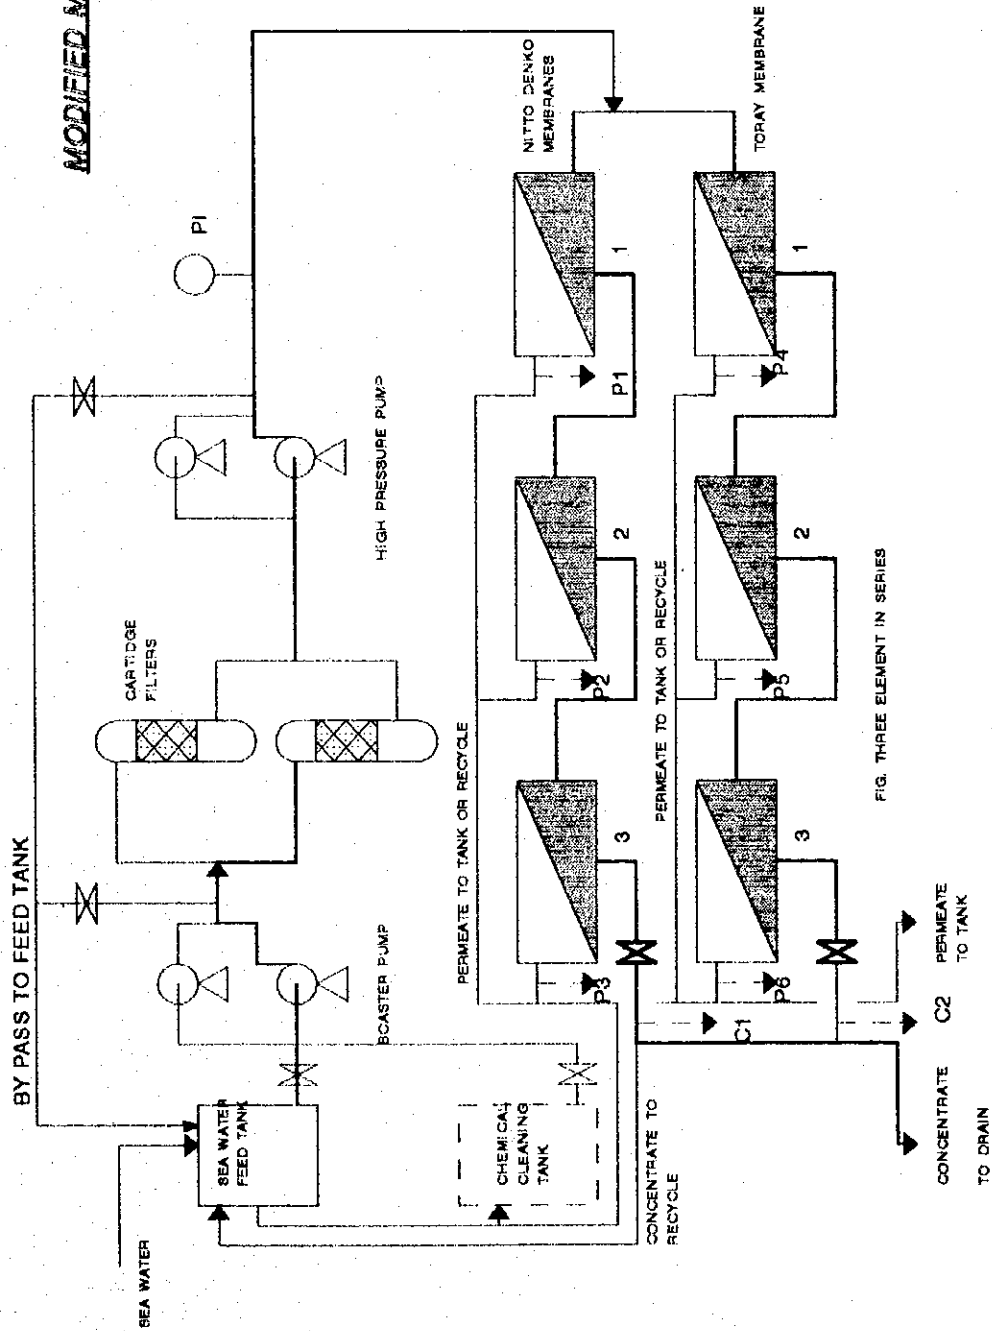 MODIFIED
BY PASS TO FEED TANK
SEA WATER
SEA WATER
FEED TANK
BCASTER PUMP
CARTIDGE
FILTERS
HIGH PRESSURE PUMP
PI
CHEMICAL
CLEANING
TANK
CONCENTRATE TO
RECYCLE
PERMEATE TO TANK OR RECYCLE
NITTO DENKO
MEMBRANES
1
2
3
P1
P2
P3
C1
PERMEATE TO TANK OR RECYCLE
TORAY MEMBRANE
1
2
3
P4
P5
P6
C2
PERMEATE
TO TANK
CONCENTRATE
TO DRAIN
FIG. THREE ELEMENT IN SERIES